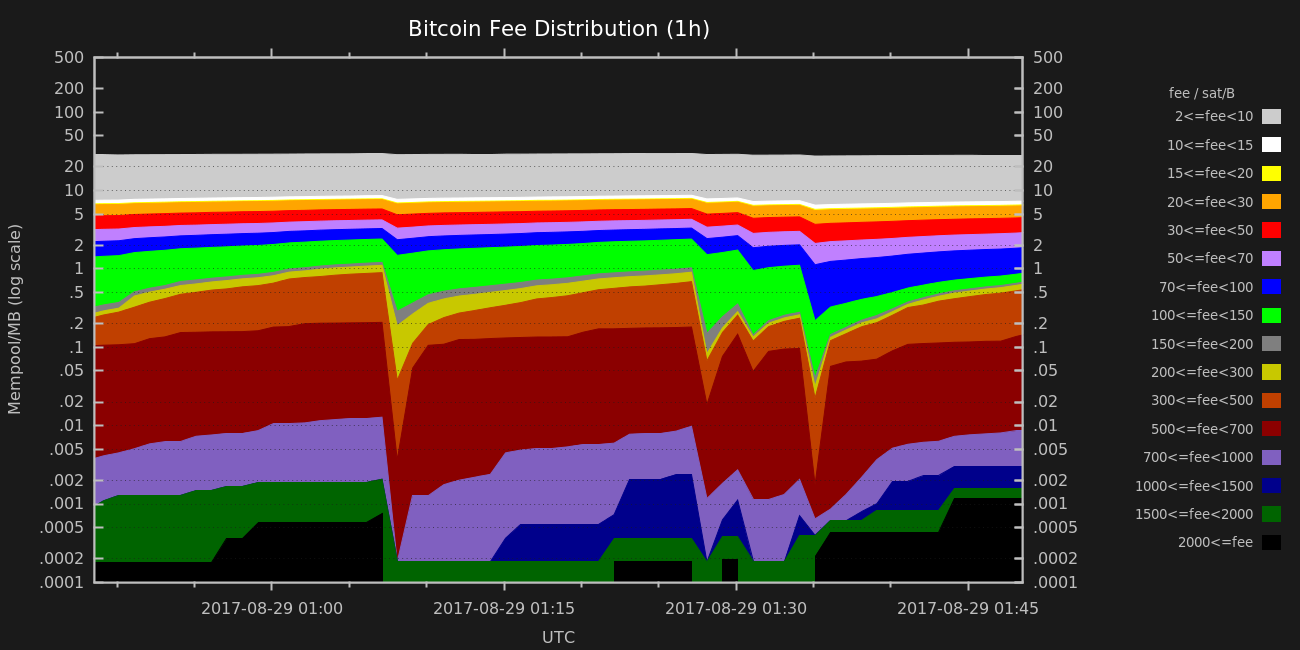 Bitcoin Fee Distribution (1h)
500 500
200 200
100 100
50 50
20 20
10 10
5 5
2 2
1 1
.5 .5
.2 .2
.1 .1
.05 .05
.02 .02
.01 .01
.005 .005
.002 .002
.001 .001
.0005 .0005
.0002 .0002
.0001 .0001
Mempool/MB (log scale)
2017-08-29 01:00 2017-08-29 01:15 2017-08-29 01:30 2017-08-29 01:45
UTC
fee / sat/B
2<=fee<10
10<=fee<15
15<=fee<20
20<=fee<30
30<=fee<50
50<=fee<70
70<=fee<100
100<=fee<150
150<=fee<200
200<=fee<300
300<=fee<500
500<=fee<700
700<=fee<1000
1000<=fee<1500
1500<=fee<2000
2000<=fee